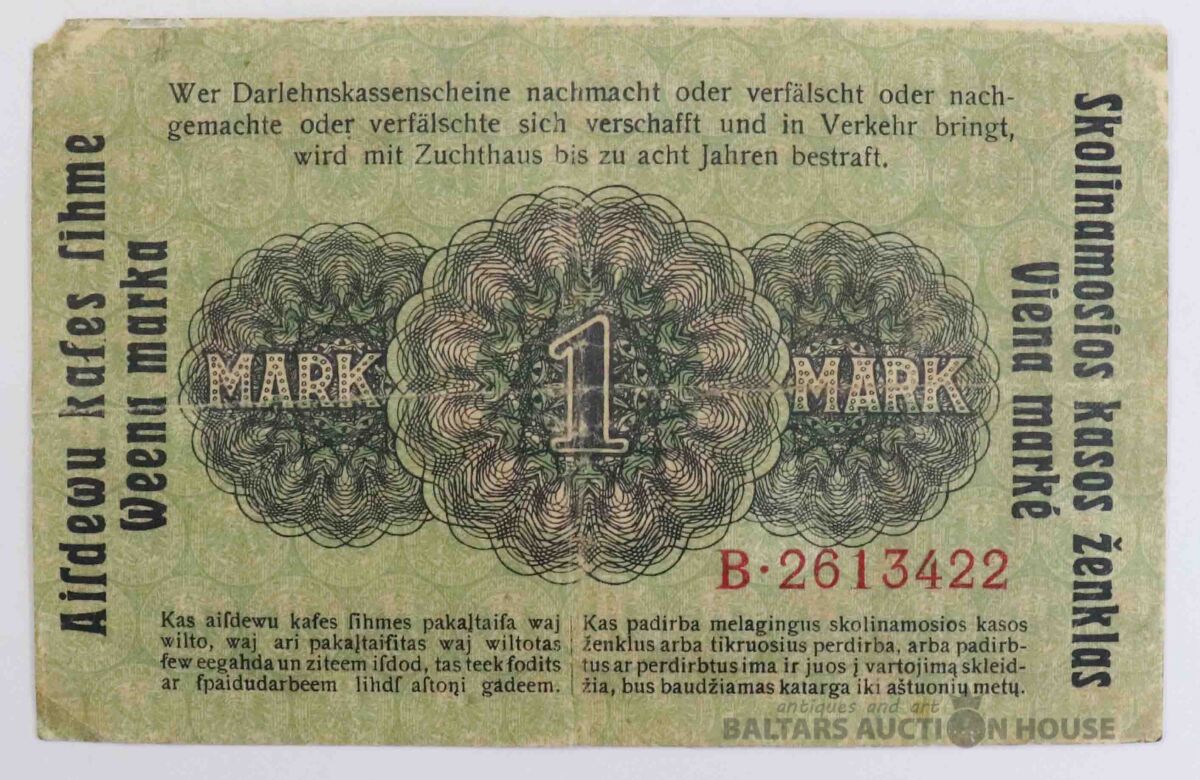 Wer Darlehnskassenscheine nachmacht oder verfälscht oder nach-
gemachte oder verfälschte sich verschafft und in Verkehr bringt,
wird mit Zuchthaus bis zu acht Jahren bestraft.
Aiſdewu kaſes ſihme
Weenu marka
MARK
1
MARK
Skolinamosios kasos ženklas
Viena markė
B·2613422
Kas aiſdewu kaſes ſihmes pakaļtaiſa waj
wilto, waj ari pakaļtaiſitas waj wiltotas
ſew eegahda un ziteem iſdod, tas teek ſodits
ar ſpaidudarbeem lihdſ aſtoņi gadeem.
Kas padirba melagingus skolinamosios kasos
ženklus arba tikruosius perdirba, arba padirb-
tus ar perdirbtus ima ir juos į vartojimą skleid-
žia, bus baudžiamas katarga iki aštuonių metų.
antiques and art
BALTARS AUCTION HOUSE